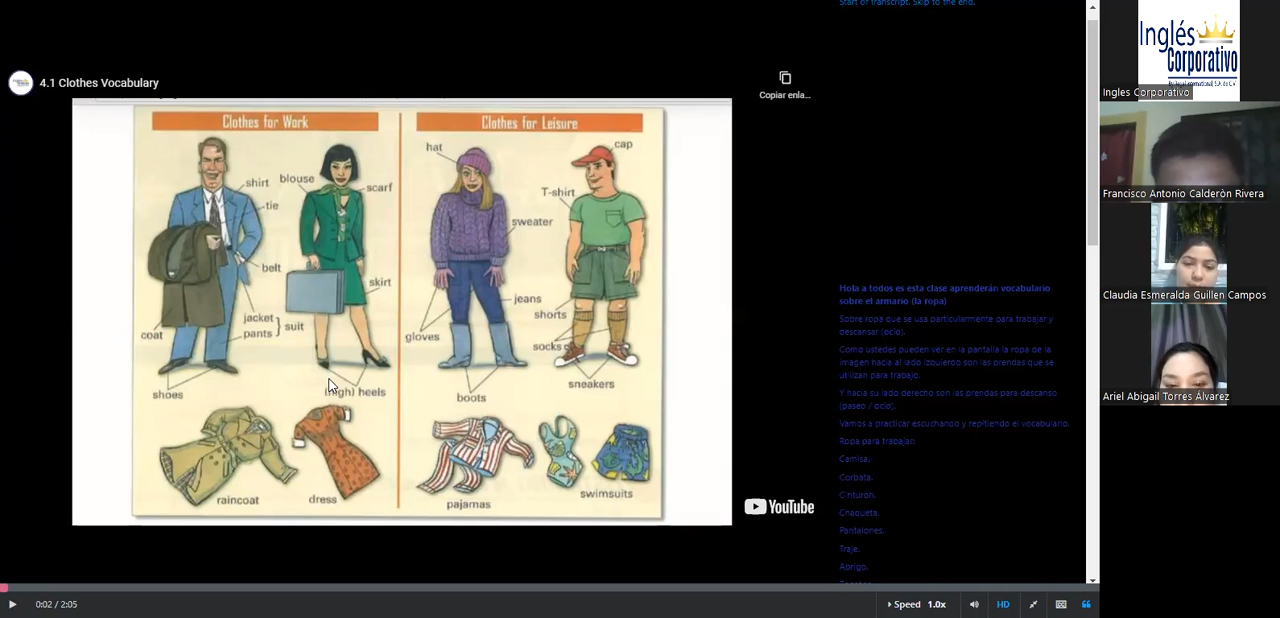 Start of transcript. Skip to the end.
4.1 Clothes Vocabulary
Copiar enla...
Clothes for Work
Clothes for Leisure
hat
cap
shirt
blouse
scarf
T-shirt
tie
sweater
belt
skirt
jeans
jacket
shorts
pants
suit
coat
gloves
socks
sneakers
shoes
(high) heels
boots
raincoat
dress
pajamas
swimsuits
YouTube
Hola a todos es esta clase aprenderán vocabulario
sobre el armario (la ropa)
Sobre ropa que se usa particularmente para trabajar y
descansar (ocio).
Como ustedes pueden ver en la pantalla la ropa de la
imagen hacia al lado izquierdo son las prendas que se
utilizan para trabajo.
Y hacia su lado derecho son las prendas para descanso
(paseo / ocio).
Vamos a practicar escuchando y repitiendo el vocabulario.
Ropa para trabajar:
Camisa.
Corbata.
Cinturón.
Chaqueta.
Pantalones.
Traje.
Abrigo.
0:02 / 2:05
Speed 1.0x
HD
Inglés
Corporativo
Ingles Corporativo
Francisco Antonio Calderòn Rivera
Claudia Esmeralda Guillen Campos
Ariel Abigail Torres Álvarez